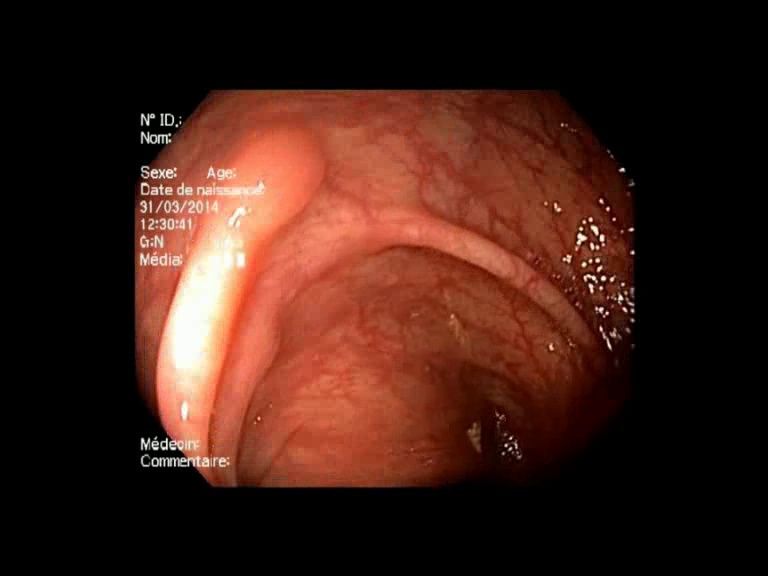 N° ID.:
Nom:
Sexe: Age:
Date de naissance:
31/03/2014
12:30:41
G:N
Média:
Médecin:
Commentaire: